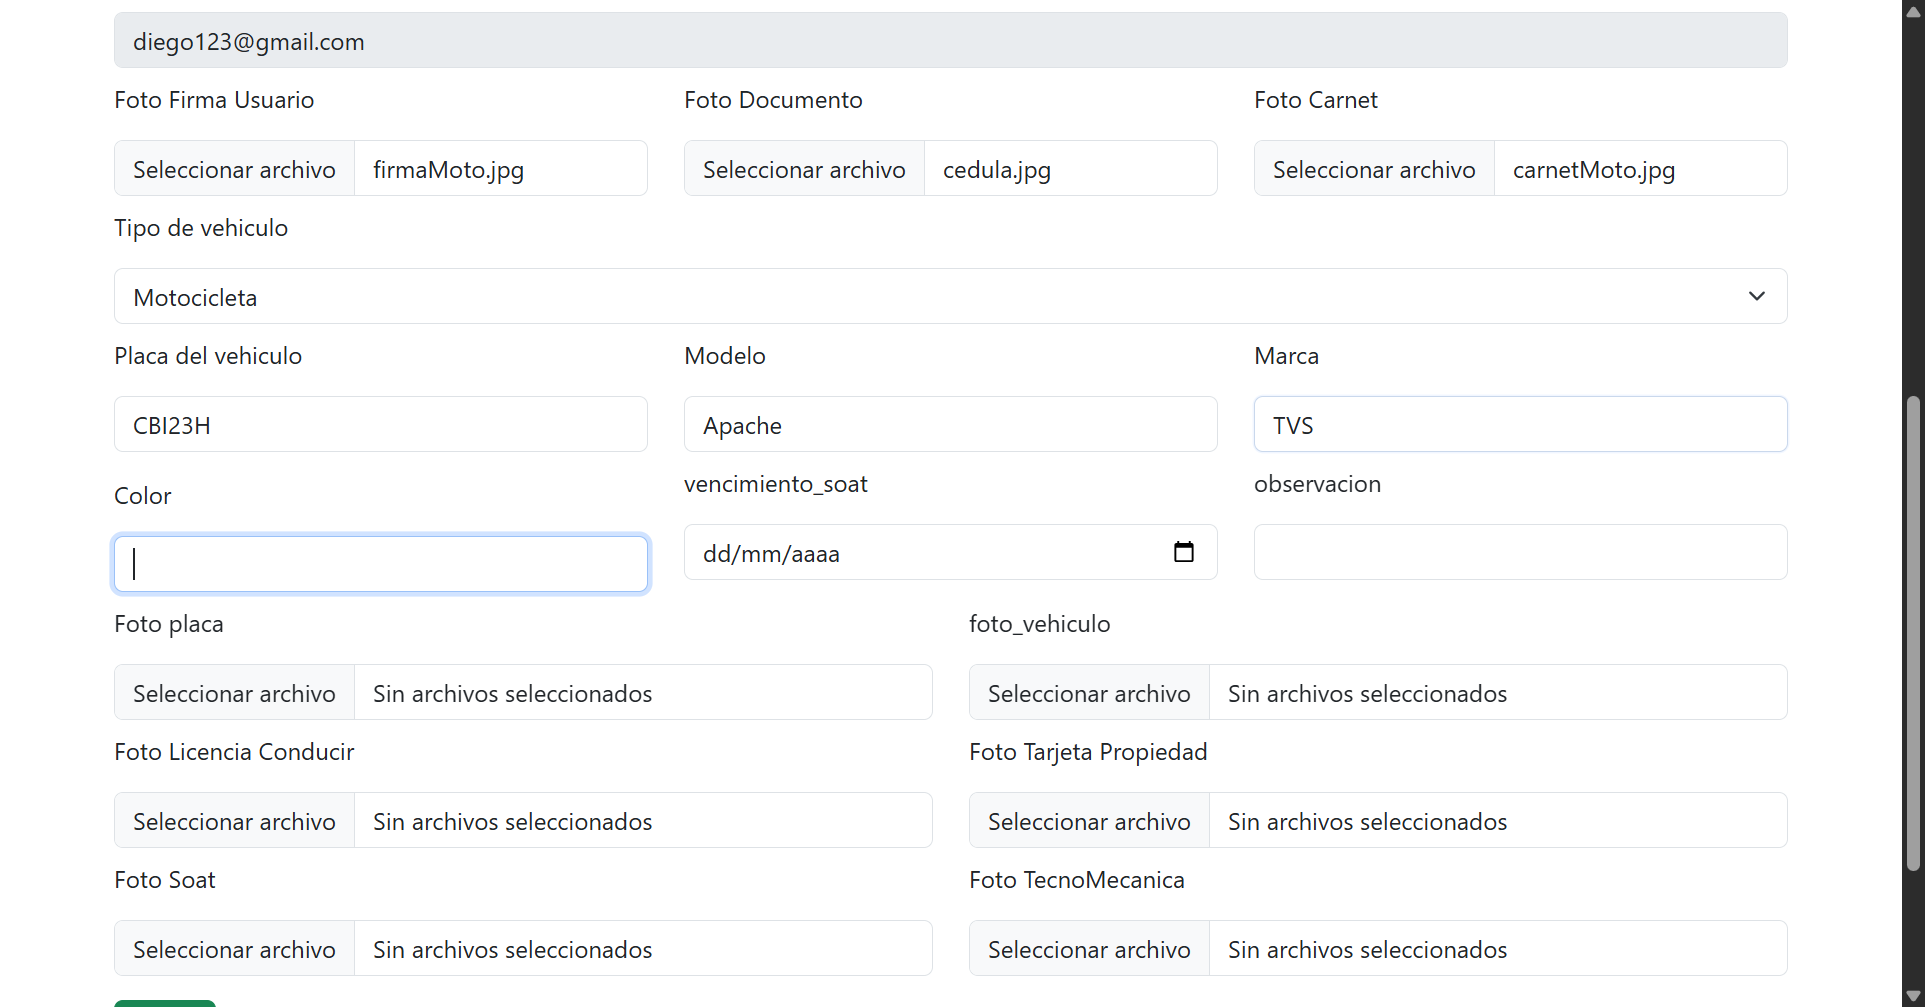 diego123@gmail.com
Foto Firma Usuario
Foto Documento
Foto Carnet
Seleccionar archivo firmaMoto.jpg
Seleccionar archivo cedula.jpg
Seleccionar archivo carnetMoto.jpg
Tipo de vehiculo
Motocicleta
Placa del vehiculo
Modelo
Marca
CBI23H
Apache
TVS
Color
vencimiento_soat
observacion
dd/mm/aaaa
Foto placa
foto_vehiculo
Seleccionar archivo Sin archivos seleccionados
Seleccionar archivo Sin archivos seleccionados
Foto Licencia Conducir
Foto Tarjeta Propiedad
Seleccionar archivo Sin archivos seleccionados
Seleccionar archivo Sin archivos seleccionados
Foto Soat
Foto TecnoMecanica
Seleccionar archivo Sin archivos seleccionados
Seleccionar archivo Sin archivos seleccionados